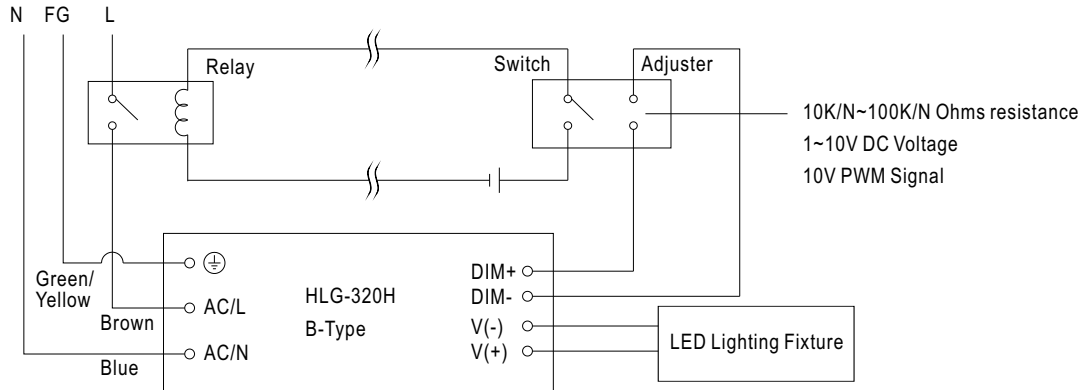 N FG L
Relay
Switch
Adjuster
10K/N~100K/N Ohms resistance
1~10V DC Voltage
10V PWM Signal
Green/
Yellow
Brown
Blue
AC/L
AC/N
HLG-320H
B-Type
DIM+
DIM-
V(-)
V(+)
LED Lighting Fixture